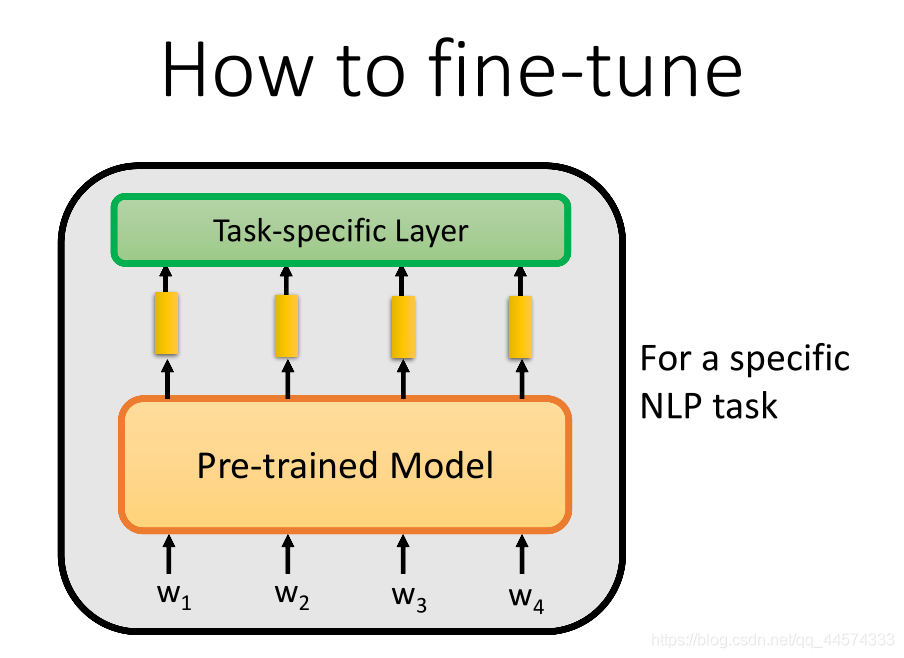 How to fine-tune
Task-specific Layer
For a specific
NLP task
Pre-trained Model
w1 w2 w3 w4
https://blog.csdn.net/qq_44574333